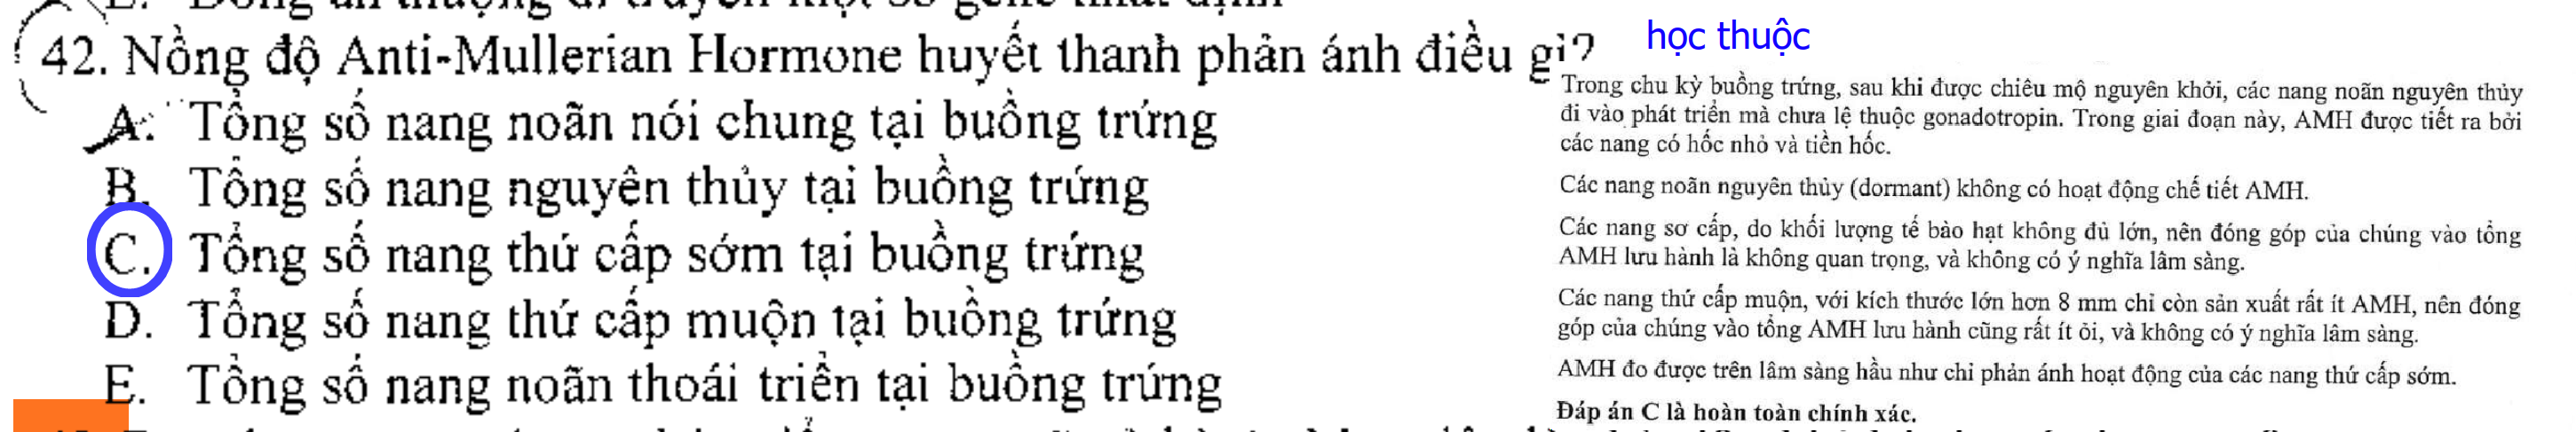 42. Nồng độ Anti-Mullerian Hormone huyết thanh phản ánh điều gì?
học thuộc
A. Tổng số nang noãn nói chung tại buồng trứng
B. Tổng số nang nguyên thủy tại buồng trứng
C. Tổng số nang thứ cấp sớm tại buồng trứng
D. Tổng số nang thứ cấp muộn tại buồng trứng
E. Tổng số nang noãn thoái triển tại buồng trứng
Trong chu kỳ buồng trứng, sau khi được chiêu mộ nguyên khởi, các nang noãn nguyên thủy
đi vào phát triển mà chưa lệ thuộc gonadotropin. Trong giai đoạn này, AMH được tiết ra bởi
các nang có hốc nhỏ và tiền hốc.
Các nang noãn nguyên thủy (dormant) không có hoạt động chế tiết AMH.
Các nang sơ cấp, do khối lượng tế bào hạt không đủ lớn, nên đóng góp của chúng vào tổng
AMH lưu hành là không quan trọng, và không có ý nghĩa lâm sàng.
Các nang thứ cấp muộn, với kích thước lớn hơn 8 mm chỉ còn sản xuất rất ít AMH, nên đóng
góp của chúng vào tổng AMH lưu hành cũng rất ít ỏi, và không có ý nghĩa lâm sàng.
AMH đo được trên lâm sàng hầu như chỉ phản ánh hoạt động của các nang thứ cấp sớm.
Đáp án C là hoàn toàn chính xác.